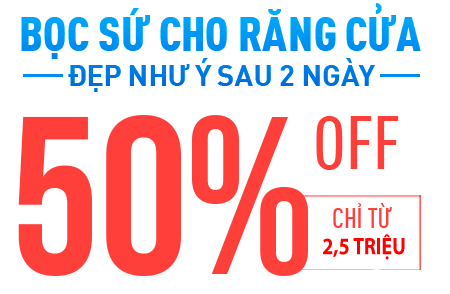 BỌC SỨ CHO RĂNG CỬA
ĐẸP NHƯ Ý SAU 2 NGÀY
50% OFF
CHỈ TỪ
2,5 TRIỆU